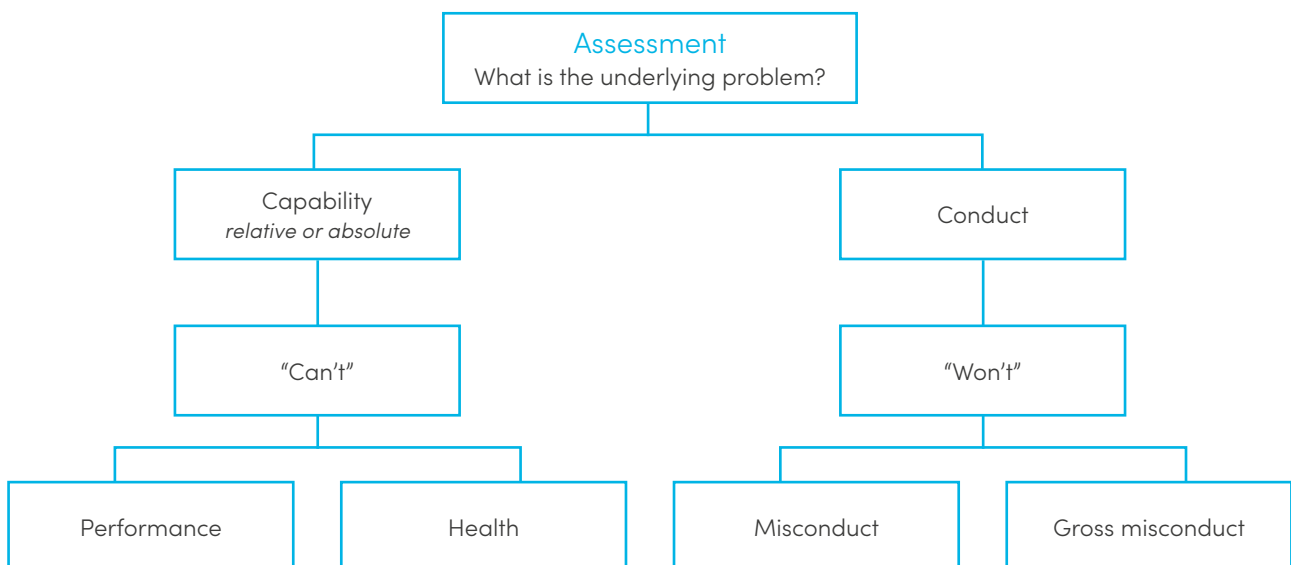 Assessment
What is the underlying problem?
Capability
relative or absolute
Conduct
“Can’t”
“Won’t”
Performance
Health
Misconduct
Gross misconduct